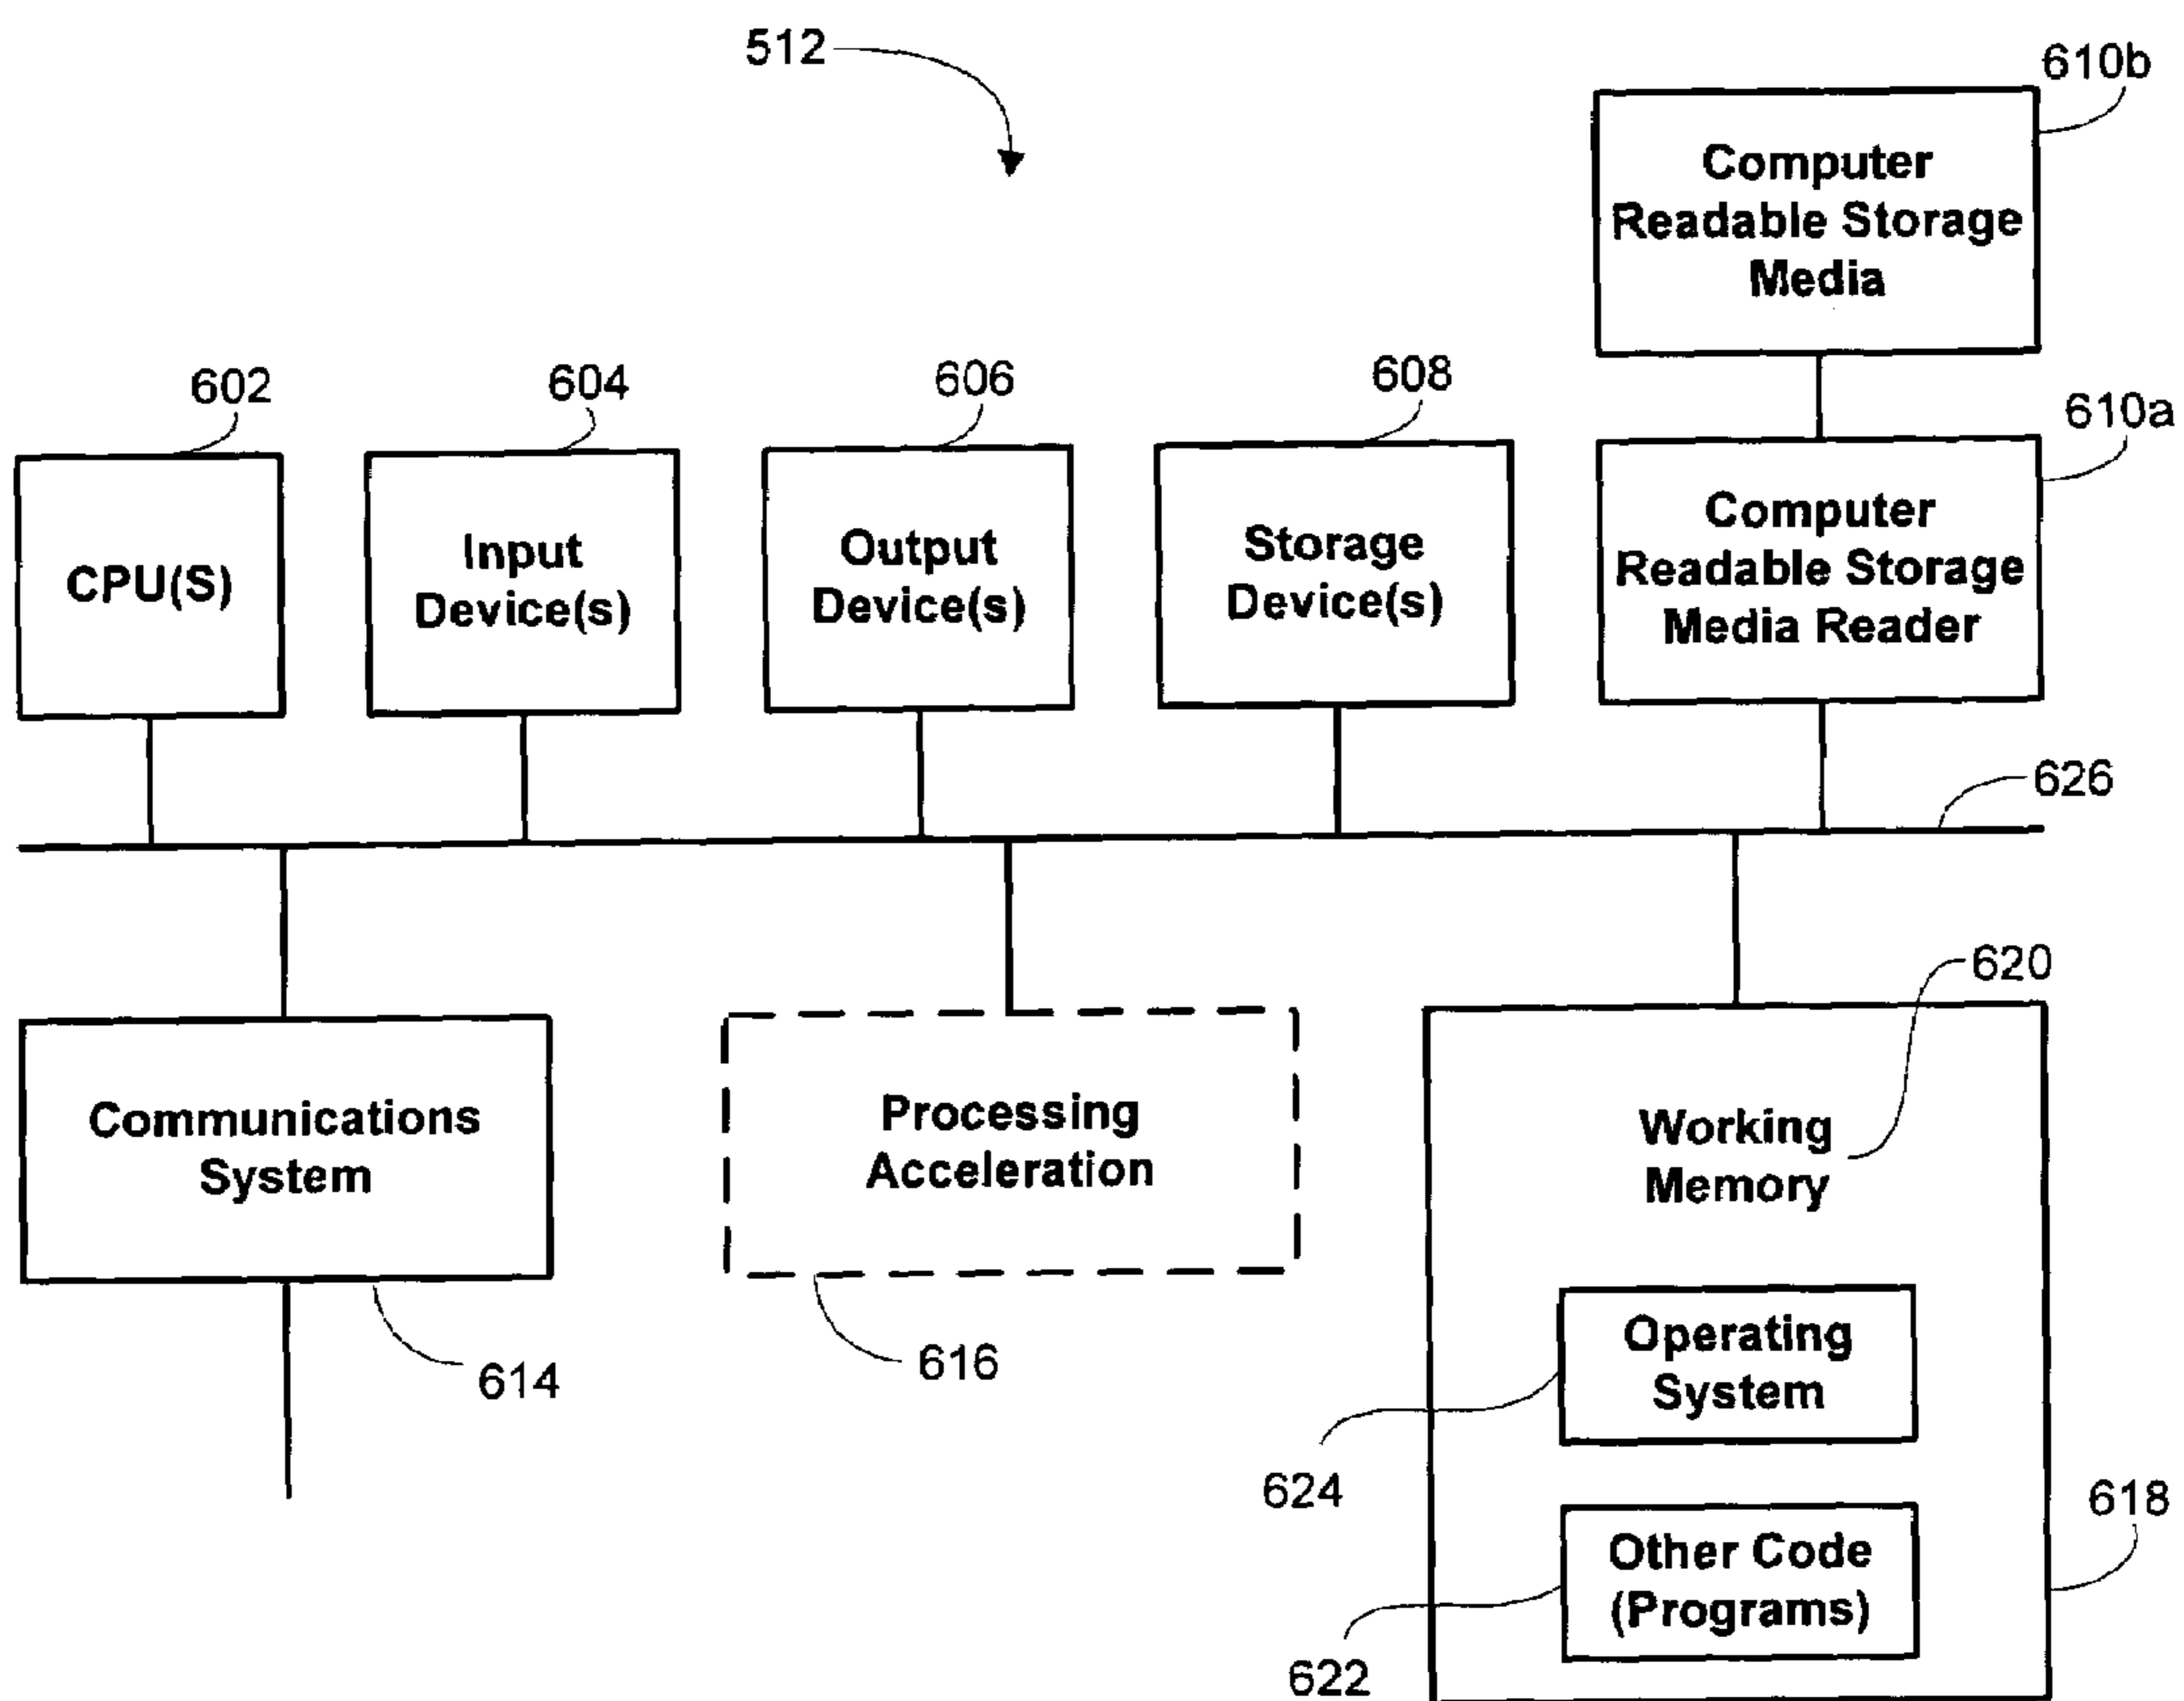 512
610b
Computer
Readable Storage
Media
602
604
606
608
610a
CPU(S)
Input
Device(s)
Output
Device(s)
Storage
Device(s)
Computer
Readable Storage
Media Reader
626
620
Communications
System
Processing
Acceleration
Working
Memory
614
616
Operating
System
624
618
Other Code
(Programs)
622